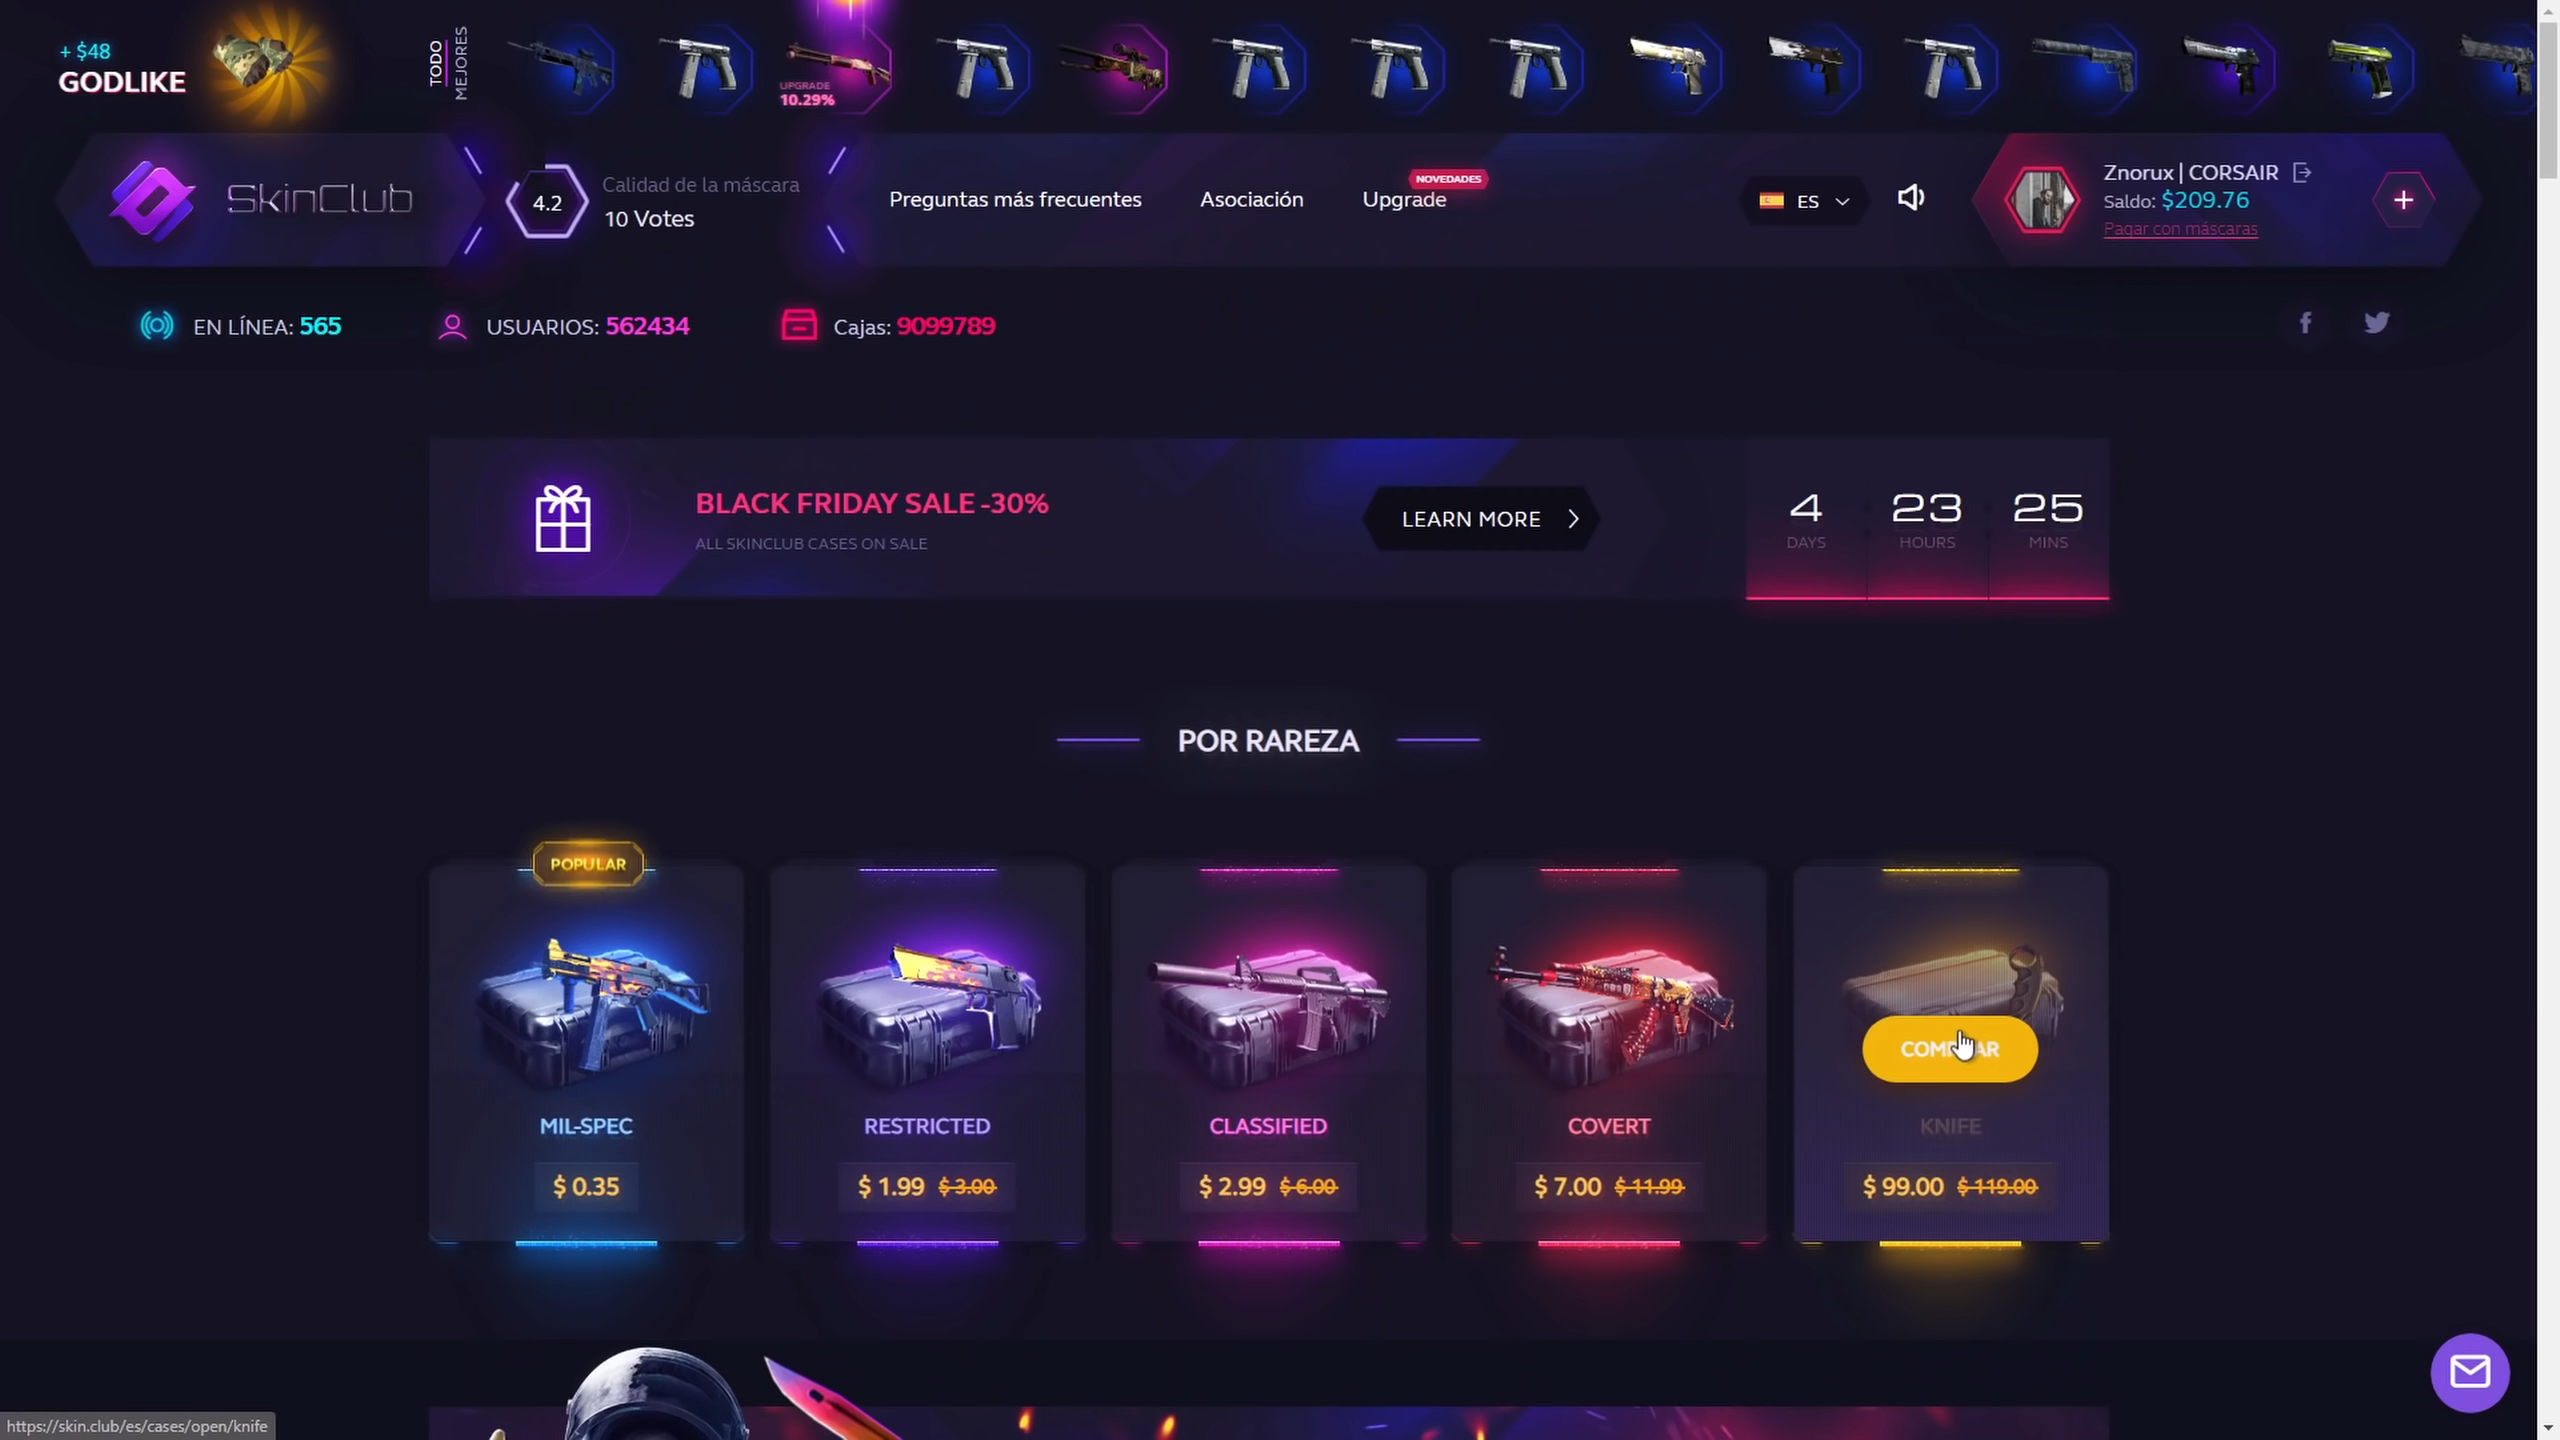 + $48
GODLIKE
TODO
MEJORES
UPGRADE
10.29%
SkinClub
4.2
Calidad de la máscara
10 Votes
Preguntas más frecuentes
Asociación
Upgrade
NOVEDADES
ES
Znorux | CORSAIR
Saldo: $209.76
Pagar con máscaras
EN LÍNEA: 565
USUARIOS: 562434
Cajas: 9099789
BLACK FRIDAY SALE -30%
ALL SKINCLUB CASES ON SALE
LEARN MORE
4
DAYS
23
HOURS
25
MINS
POR RAREZA
POPULAR
MIL-SPEC
$ 0.35
RESTRICTED
$ 1.99 $ 3.00
CLASSIFIED
$ 2.99 $ 6.00
COVERT
$ 7.00 $ 11.99
COMPRAR
KNIFE
$ 99.00 $ 119.00
https://skin.club/es/cases/open/knife